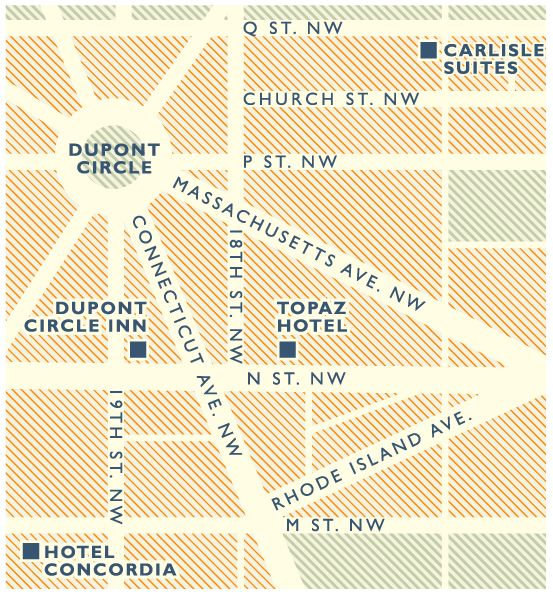 Q ST. NW
CARLISLE
SUITES
CHURCH ST. NW
DUPONT
CIRCLE
P ST. NW
MASSACHUSETTS AVE. NW
CONNECTICUT AVE. NW
18TH ST. NW
DUPONT
CIRCLE INN
TOPAZ
HOTEL
N ST. NW
19TH ST. NW
RHODE ISLAND AVE.
M ST. NW
HOTEL
CONCORDIA